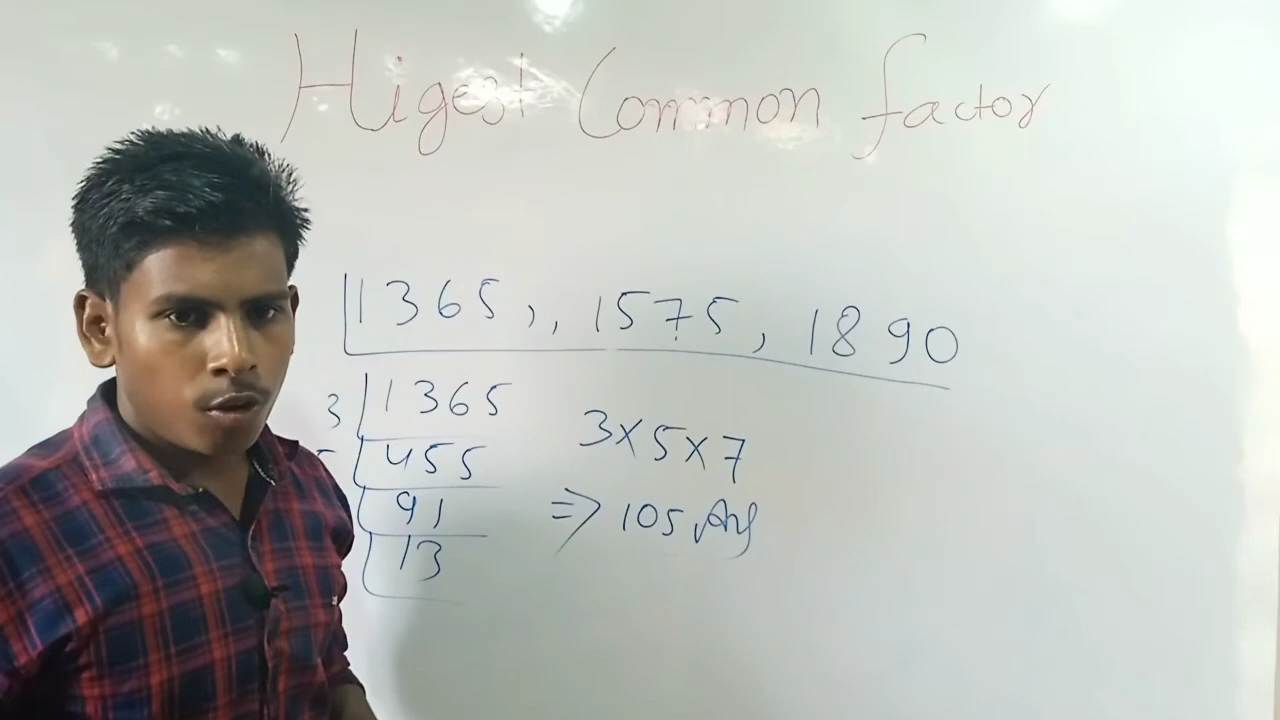 Higest Common factor
1365,, 1575, 1890
3 1365
455
91
13
3×5×7
⇒ 105 Ans